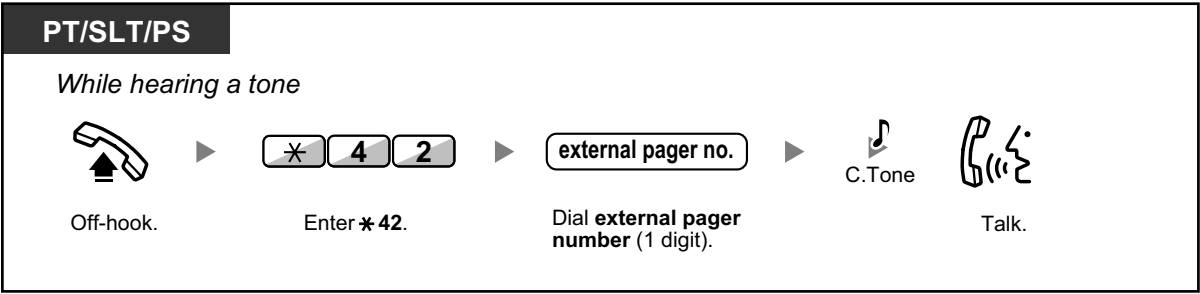 PT/SLT/PS
While hearing a tone
* 4 2
external pager no.
C.Tone
Off-hook.
Enter * 42.
Dial external pager
number (1 digit).
Talk.